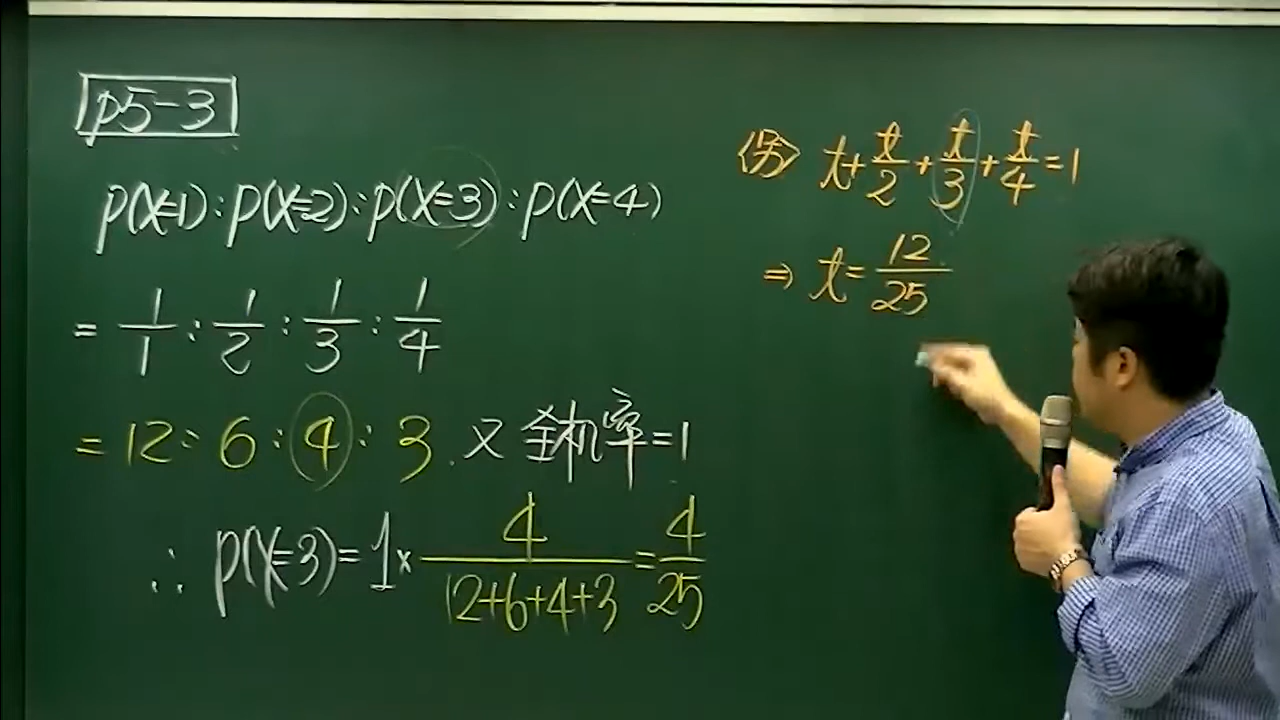 p5-3
p(X=1):p(X=2):p(X=3):p(X=4)
= 1/1 : 1/2 : 1/3 : 1/4
= 12 : 6 : 4 : 3 . 又 全机率=1
∴ p(X=3)= 1× 4/(12+6+4+3) = 4/25
<另> t+t/2+t/3+t/4=1
⇒ t= 12/25